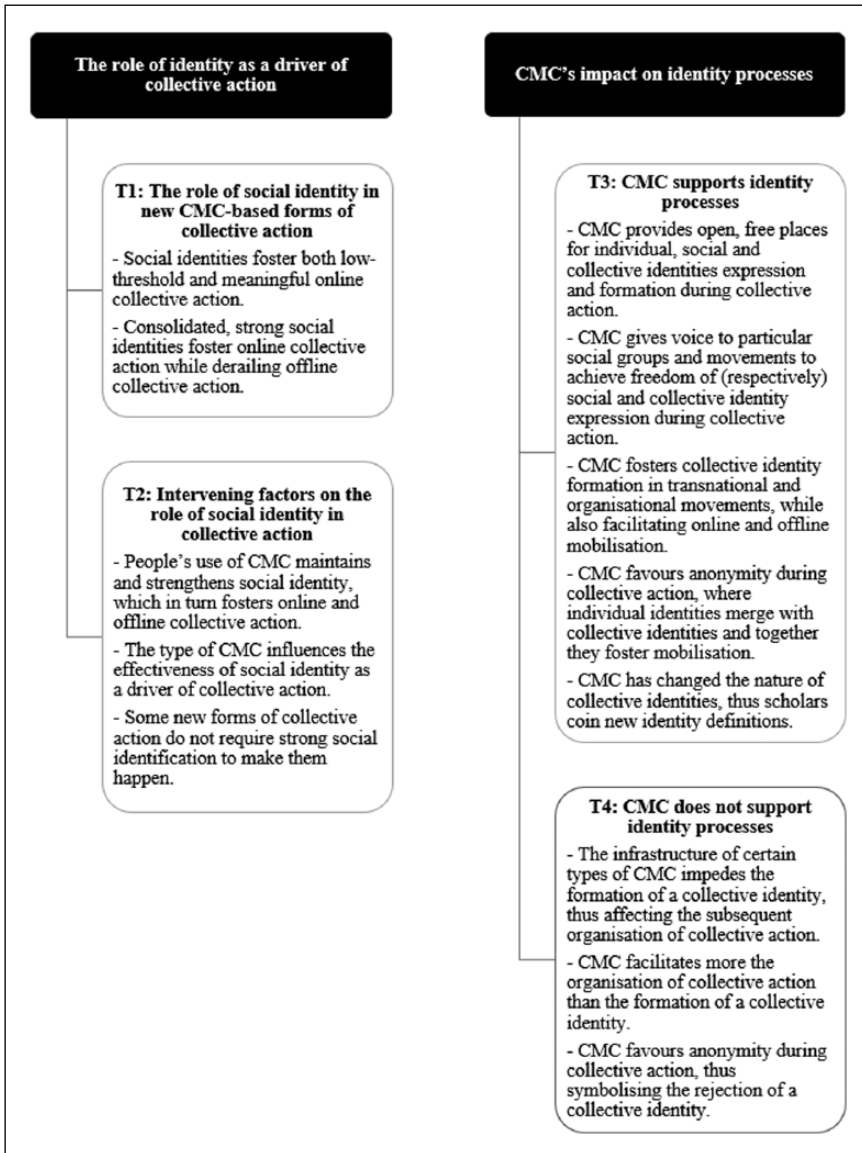 The role of identity as a driver of
collective action
T1: The role of social identity in
new CMC-based forms of
collective action
- Social identities foster both low-
threshold and meaningful online
collective action.
- Consolidated, strong social
identities foster online collective
action while derailing offline
collective action.
T2: Intervening factors on the
role of social identity in
collective action
- People's use of CMC maintains
and strengthens social identity,
which in turn fosters online and
offline collective action.
- The type of CMC influences the
effectiveness of social identity as
a driver of collective action.
- Some new forms of collective
action do not require strong social
identification to make them
happen.
CMC's impact on identity processes
T3: CMC supports identity
processes
- CMC provides open, free places
for individual, social and
collective identities expression
and formation during collective
action.
- CMC gives voice to particular
social groups and movements to
achieve freedom of (respectively)
social and collective identity
expression during collective
action.
- CMC fosters collective identity
formation in transnational and
organisational movements, while
also facilitating online and offline
mobilisation.
- CMC favours anonymity during
collective action, where
individual identities merge with
collective identities and together
they foster mobilisation.
- CMC has changed the nature of
collective identities, thus scholars
coin new identity definitions.
T4: CMC does not support
identity processes
- The infrastructure of certain
types of CMC impedes the
formation of a collective identity,
thus affecting the subsequent
organisation of collective action.
- CMC facilitates more the
organisation of collective action
than the formation of a collective
identity.
- CMC favours anonymity during
collective action, thus
symbolising the rejection of a
collective identity.